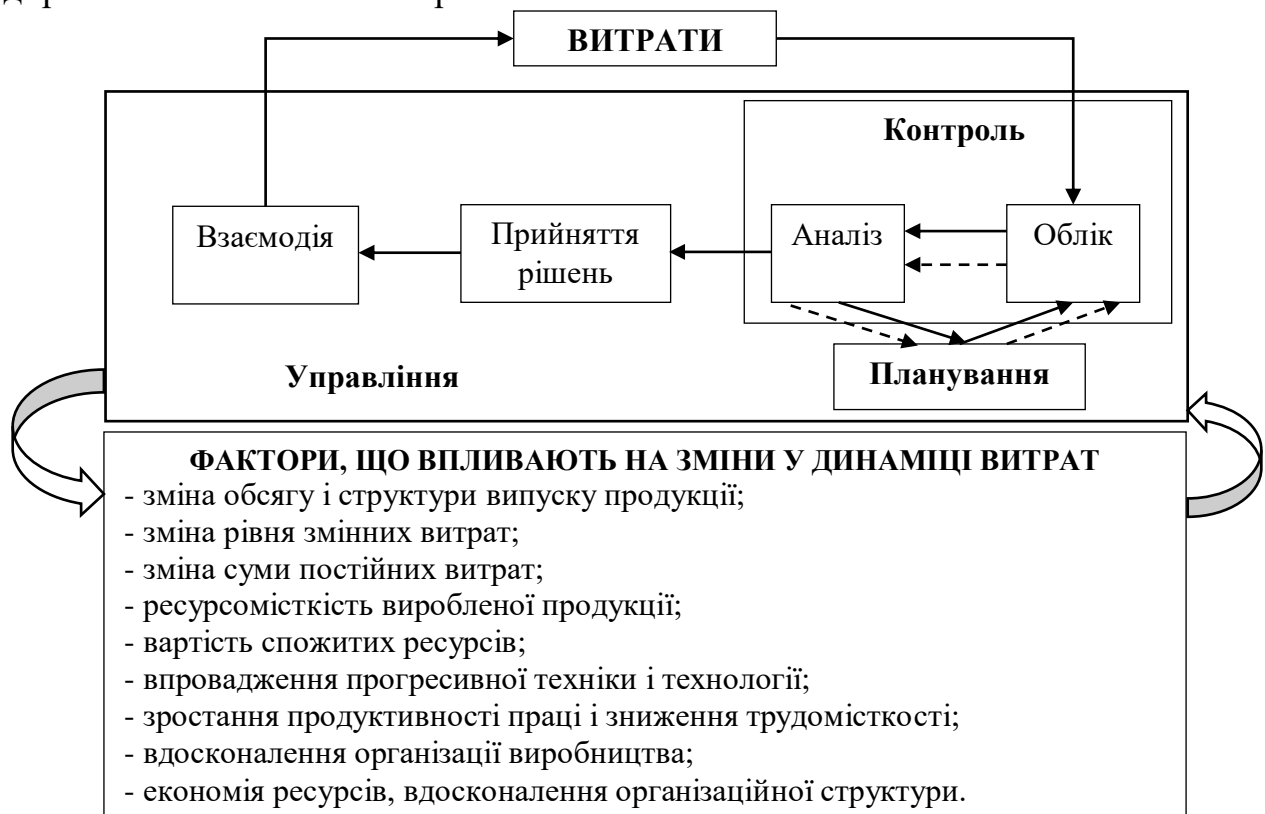 ВИТРАТИ
Контроль
Взаємодія
Прийняття
рішень
Аналіз
Облік
Управління
Планування
ФАКТОРИ, ЩО ВПЛИВАЮТЬ НА ЗМІНИ У ДИНАМІЦІ ВИТРАТ
- зміна обсягу і структури випуску продукції;
- зміна рівня змінних витрат;
- зміна суми постійних витрат;
- ресурсомісткість виробленої продукції;
- вартість спожитих ресурсів;
- впровадження прогресивної техніки і технології;
- зростання продуктивності праці і зниження трудомісткості;
- вдосконалення організації виробництва;
- економія ресурсів, вдосконалення організаційної структури.